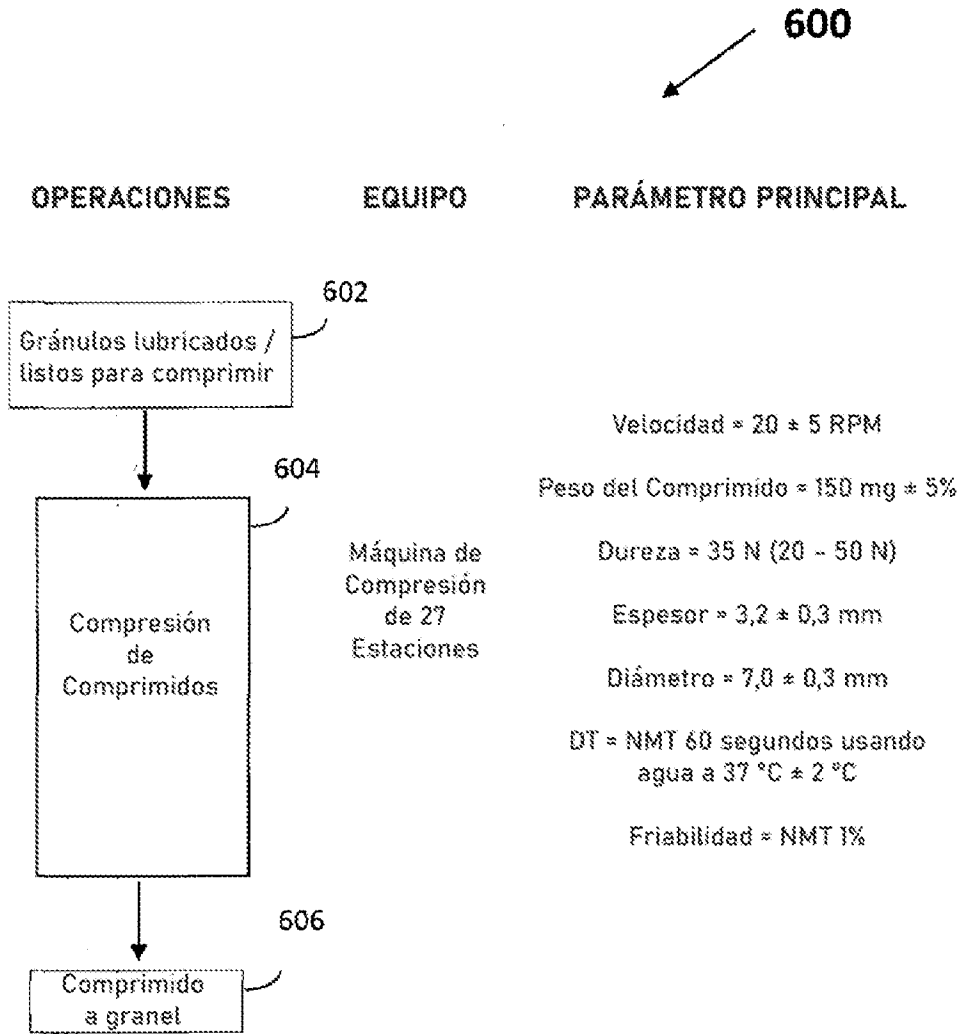 600
OPERACIONES EQUIPO PARÁMETRO PRINCIPAL
602
Gránulos lubricados /
listos para comprimir
604
Compresión
de
Comprimidos
Máquina de
Compresión
de 27
Estaciones
Velocidad = 20 ± 5 RPM
Peso del Comprimido = 150 mg ± 5%
Dureza = 35 N (20 - 50 N)
Espesor = 3,2 ± 0,3 mm
Diámetro = 7,0 ± 0,3 mm
DT = NMT 60 segundos usando
agua a 37 °C ± 2 °C
Friabilidad = NMT 1%
606
Comprimido
a granel